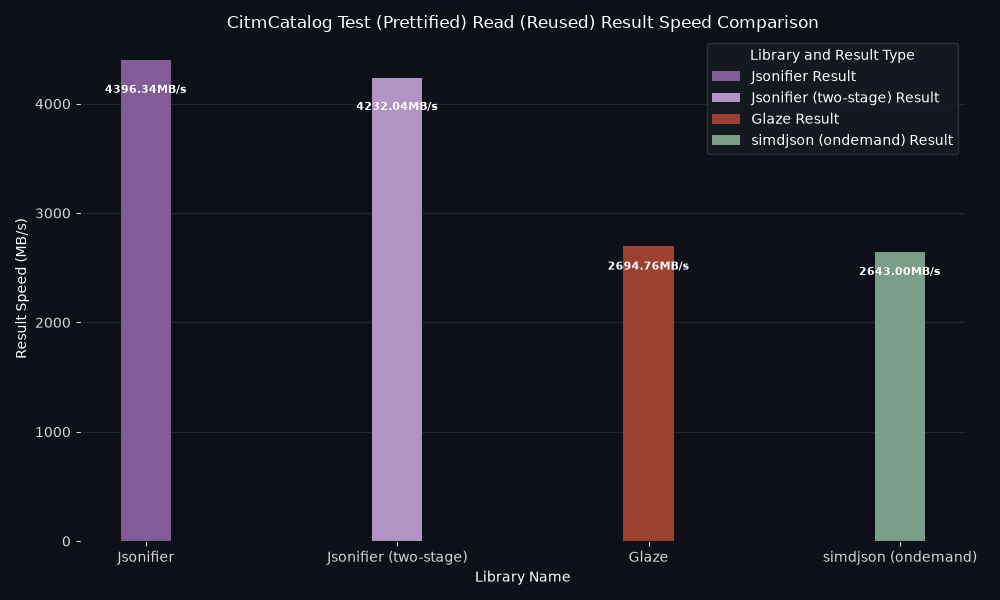 CitmCatalog Test (Prettified) Read (Reused) Result Speed Comparison
Library and Result Type
Jsonifier Result
Jsonifier (two-stage) Result
Glaze Result
simdjson (ondemand) Result
4396.34MB/s
4232.04MB/s
2694.76MB/s
2643.00MB/s
Result Speed (MB/s)
4000
3000
2000
1000
0
Jsonifier
Jsonifier (two-stage)
Glaze
simdjson (ondemand)
Library Name